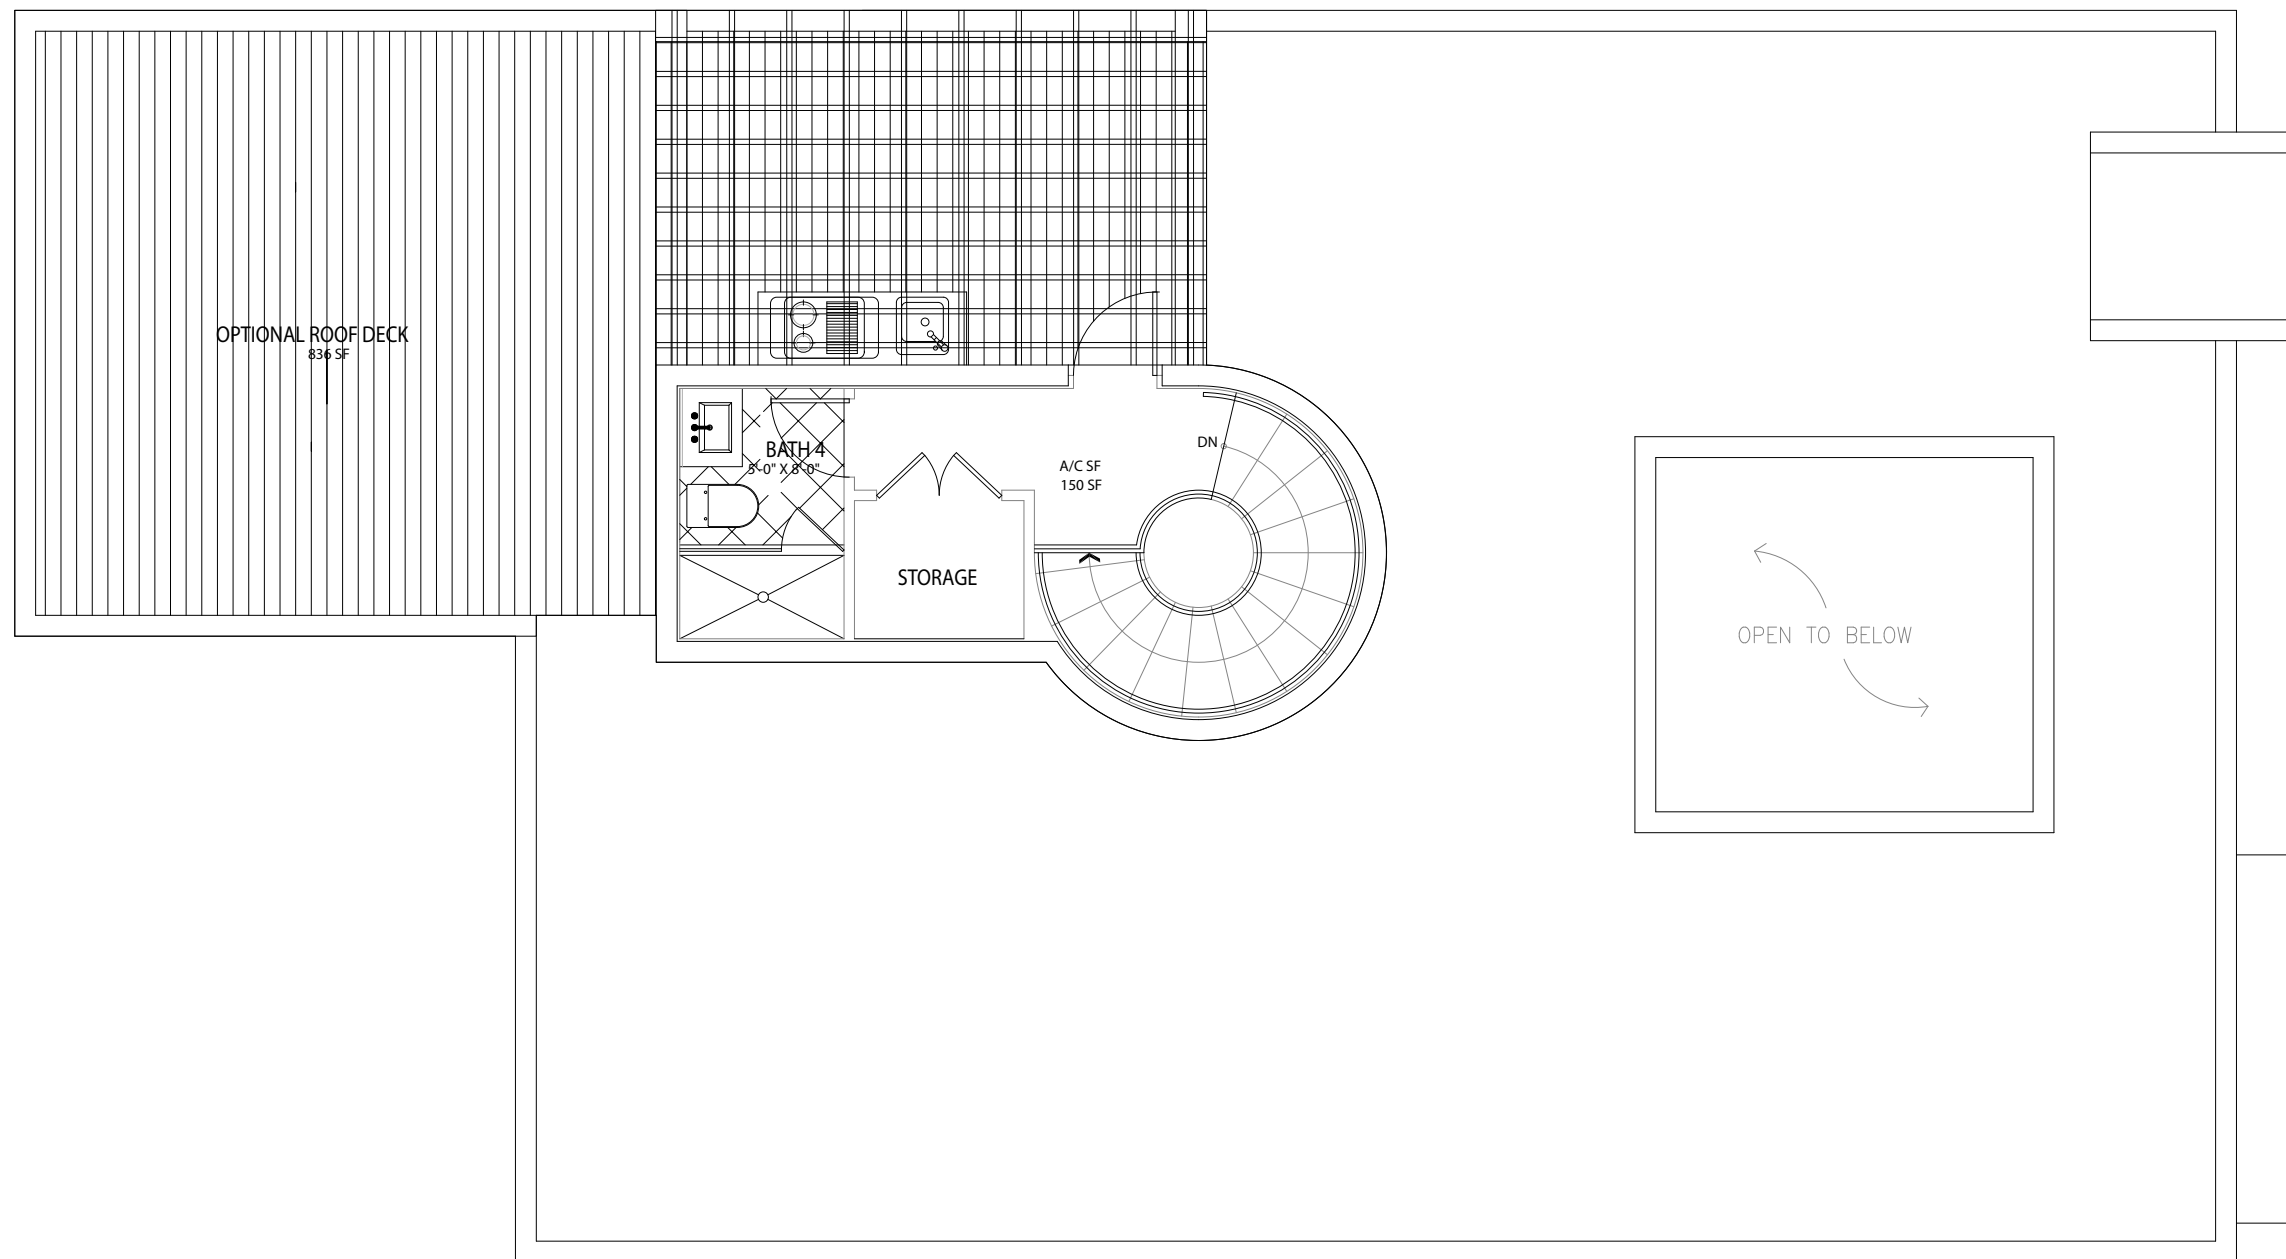 OPTIONAL ROOF DECK
836 SF
BATH 4
5'-0" X 8'-0"
DN
A/C SF
150 SF
STORAGE
OPEN TO BELOW